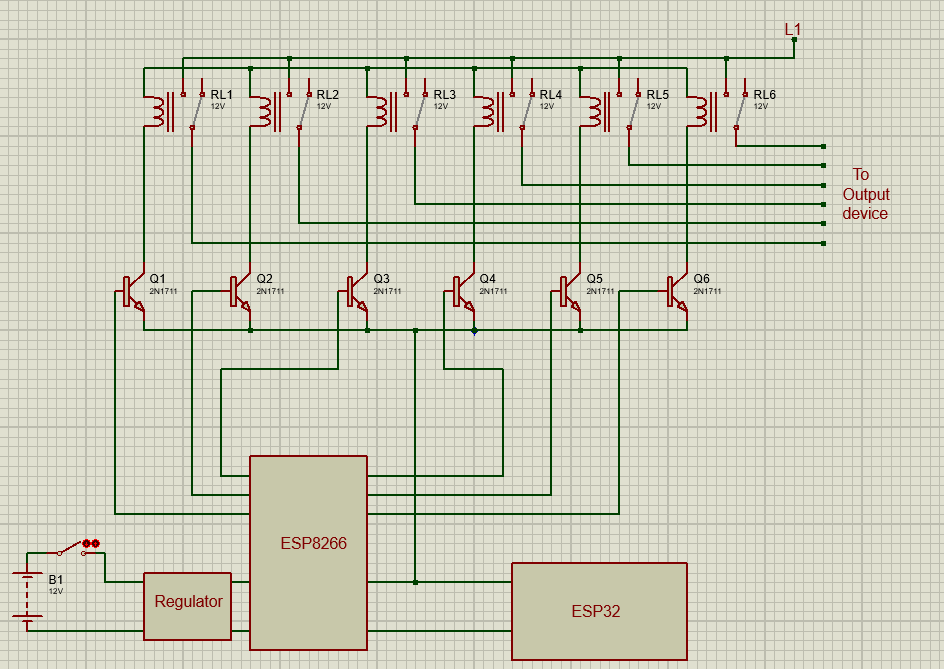 L1
RL1
12V
RL2
12V
RL3
12V
RL4
12V
RL5
12V
RL6
12V
To
Output
device
Q1
2N1711
Q2
2N1711
Q3
2N1711
Q4
2N1711
Q5
2N1711
Q6
2N1711
ESP8266
B1
12V
Regulator
ESP32